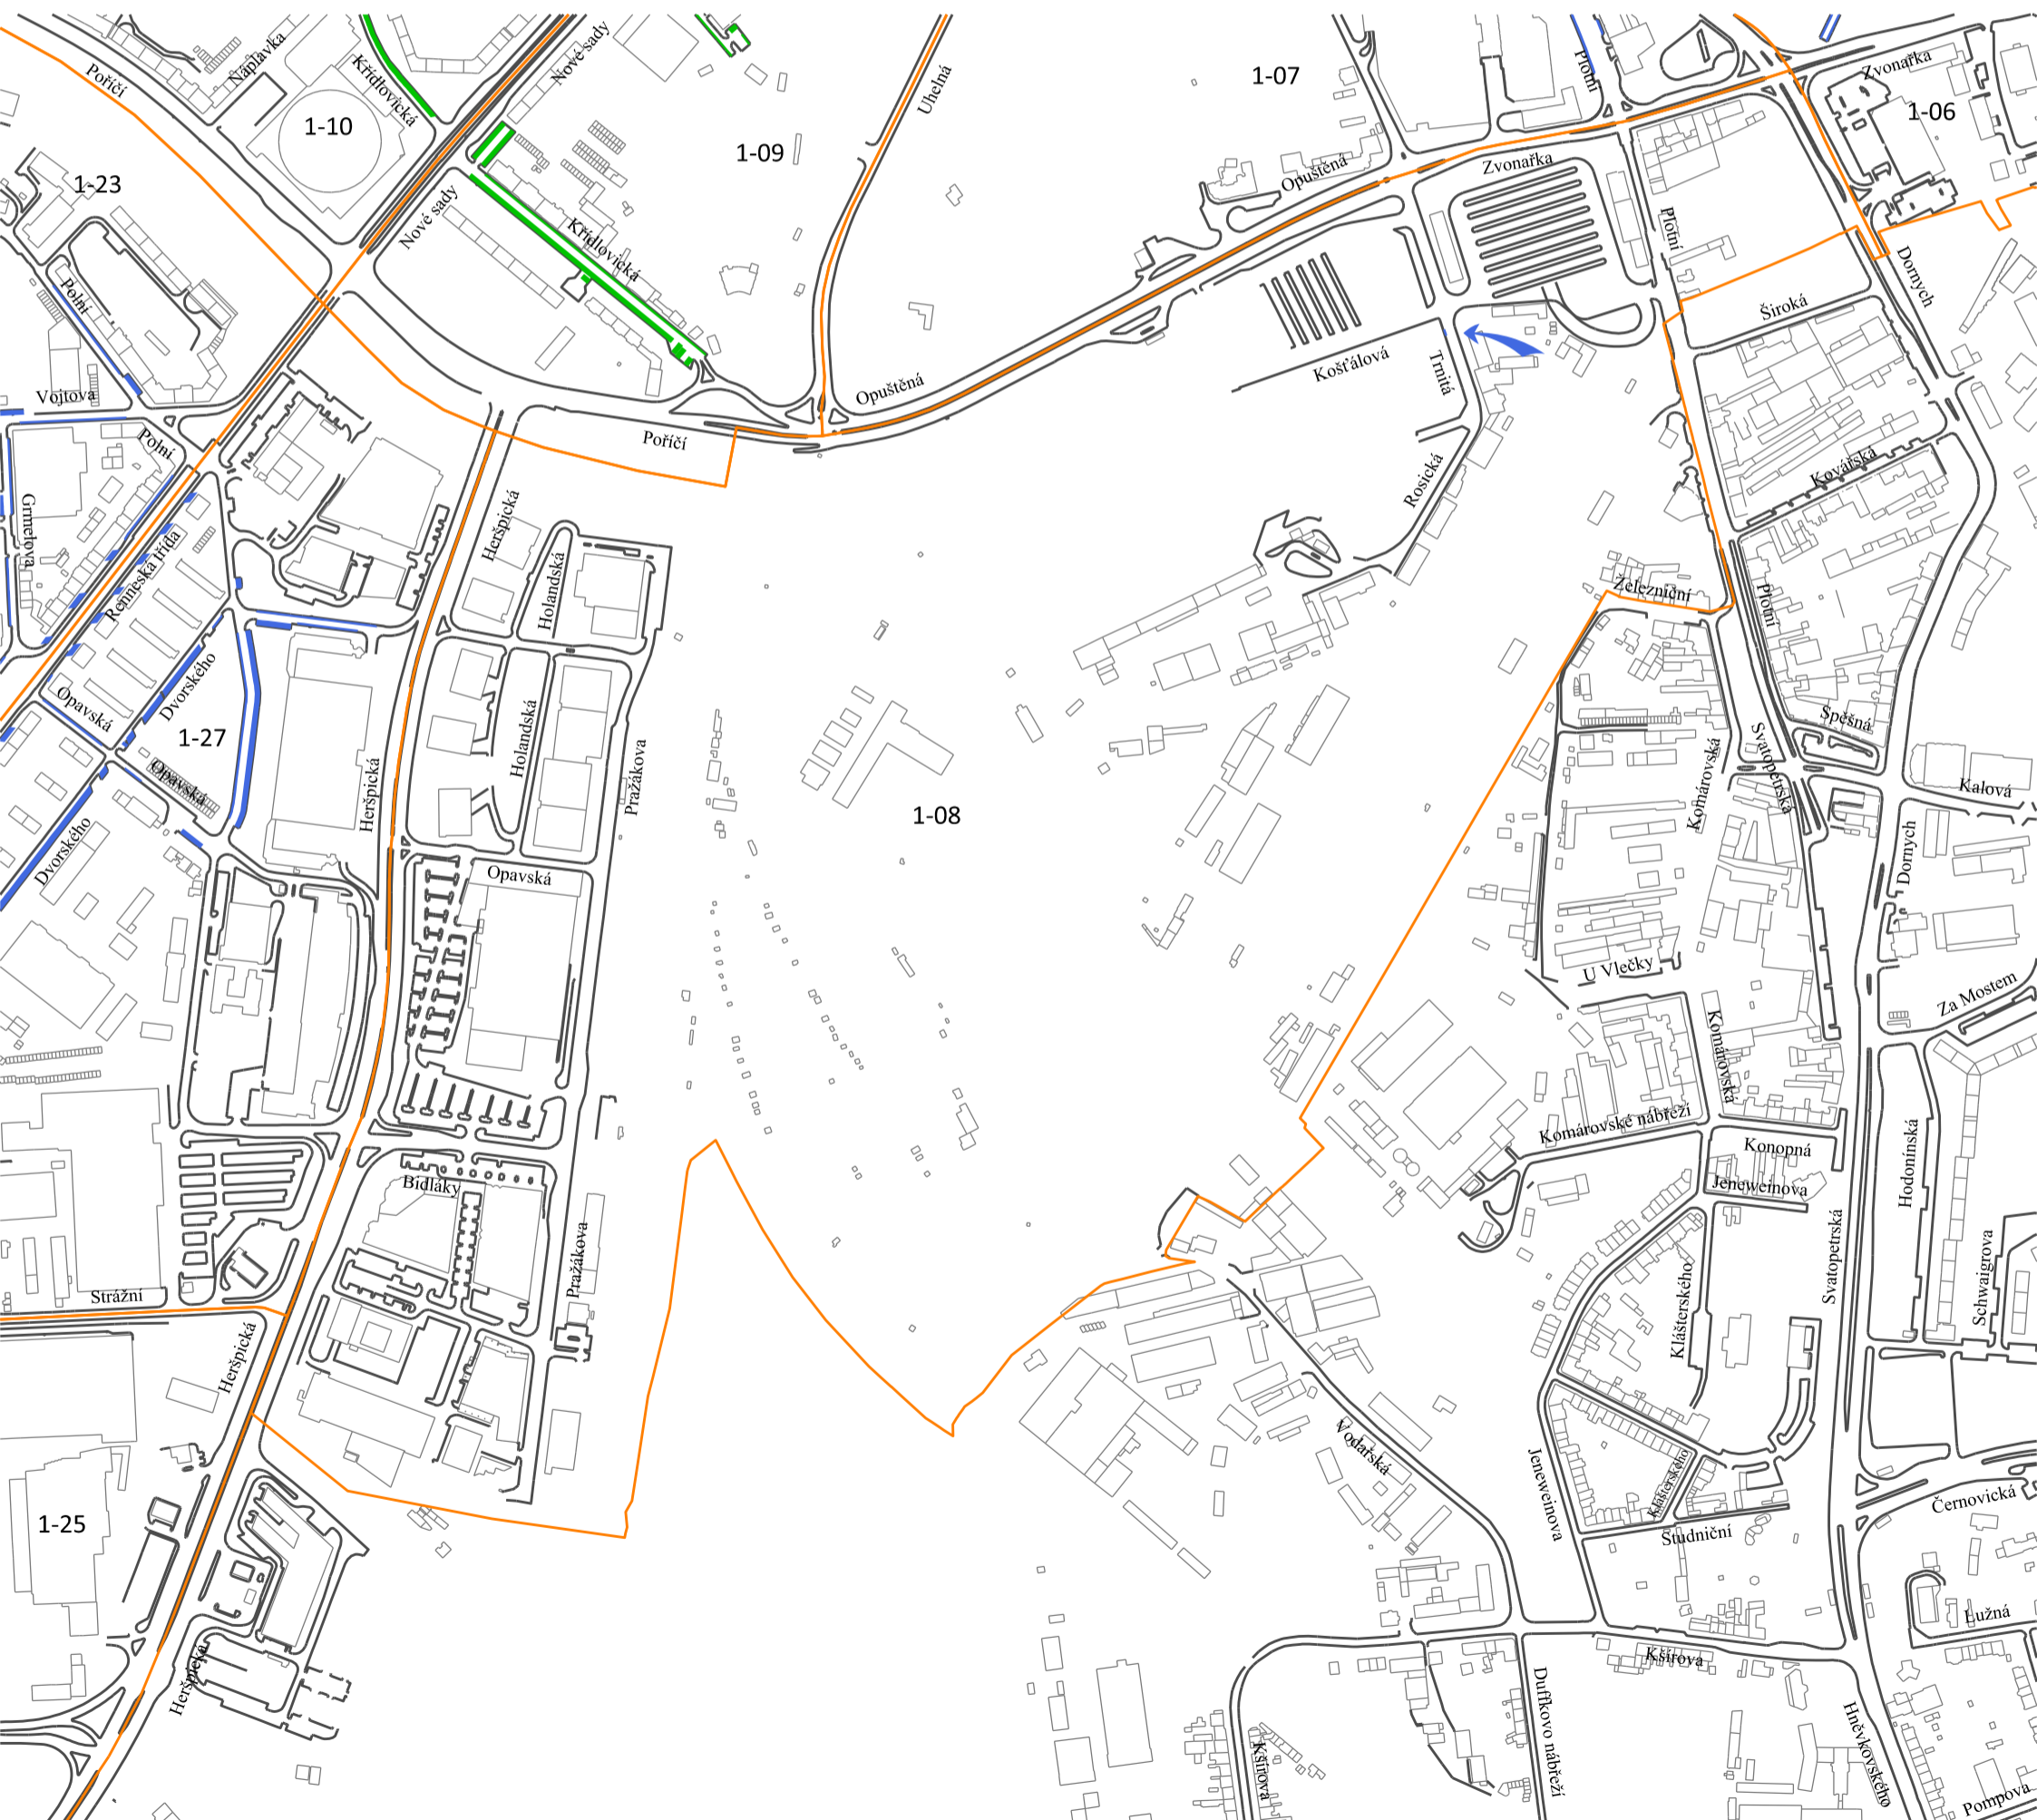 Poříčí
Náplavka
Křídlovická
Nové sady
Uhelná
1-07
Plotní
Zvonařka
1-06
1-10
1-09
1-23
Nové sady
Křídlovická
Opuštěná
Zvonařka
Plotní
Dornych
Polní
Široká
Vojtova
Opuštěná
Košťálová
Trnitá
Polní
Poříčí
Rosická
Kovářská
Grmelova
Heršpická
Renneská třída
Holandská
Železniční
Plotní
Dvorského
Opavská
1-27
Holandská
Pražákova
Komárovská
Svatopetrská
Spěšná
Opavská
Heršpická
1-08
Kalová
Dvorského
Opavská
Dornych
U Vlečky
Za Mostem
Komárovská
Komárovské nábřeží
Konopná
Jeneweinova
Hodonínská
Bidláky
Pražákova
Svatopetrská
Schwaigrova
Klášterského
Strážní
Heršpická
Vodařská
Jeneweinova
Klášterského
Černovická
1-25
Studniční
Lužná
Heršpická
Kšírova
Duffkovo nábřeží
Kšírova
Hněvkovského
Pompova